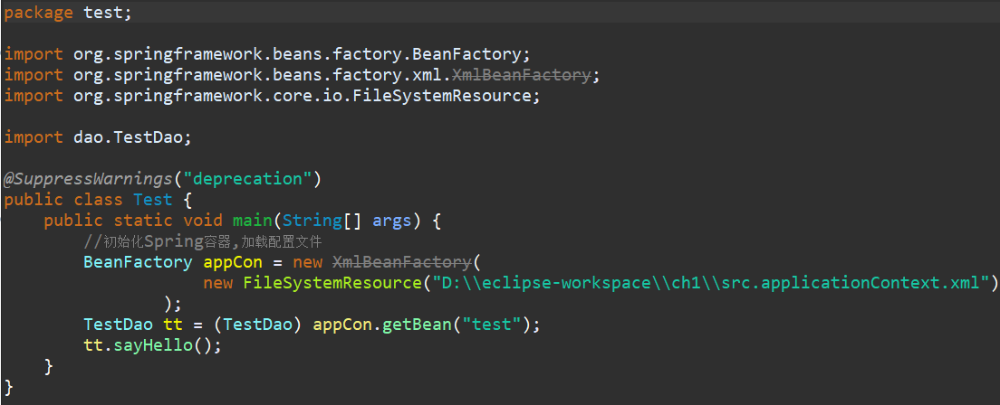 package test;
import org.springframework.beans.factory.BeanFactory;
import org.springframework.beans.factory.xml.XmlBeanFactory;
import org.springframework.core.io.FileSystemResource;
import dao.TestDao;
@SuppressWarnings("deprecation")
public class Test {
    public static void main(String[] args) {
        //初始化Spring容器,加载配置文件
        BeanFactory appCon = new XmlBeanFactory(
                    new FileSystemResource("D:\\eclipse-workspace\\ch1\\src.applicationContext.xml")
                );
        TestDao tt = (TestDao) appCon.getBean("test");
        tt.sayHello();
    }
}